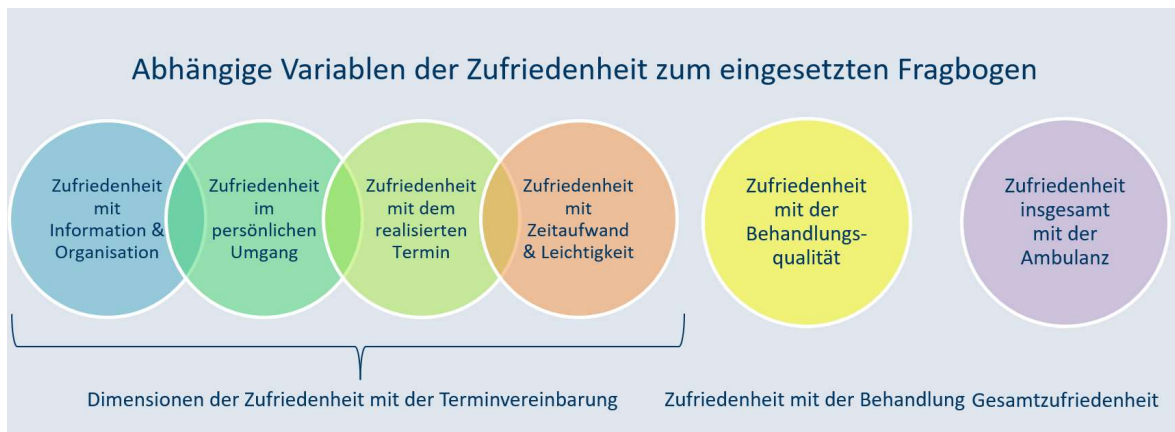 Abhängige Variablen der Zufriedenheit zum eingesetzten Fragbogen
Zufriedenheit
mit
Information &
Organisation
Zufriedenheit
im
persönlichen
Umgang
Zufriedenheit
mit dem
realisierten
Termin
Zufriedenheit
mit
Zeitaufwand
& Leichtigkeit
Zufriedenheit
mit der
Behandlungs-
qualität
Zufriedenheit
insgesamt
mit der
Ambulanz
Dimensionen der Zufriedenheit mit der Terminvereinbarung
Zufriedenheit mit der Behandlung
Gesamtzufriedenheit